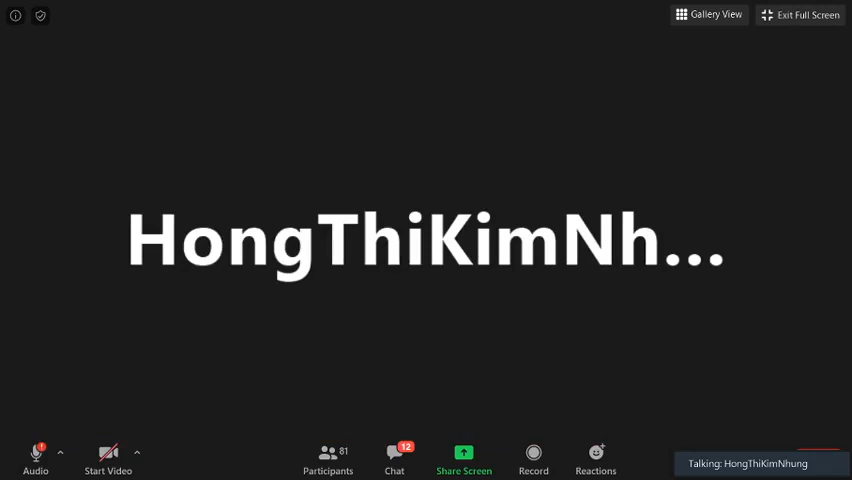 Gallery View
Exit Full Screen
HongThiKimNh...
81
12
Audio
Start Video
Participants
Chat
Share Screen
Record
Reactions
Talking: HongThiKimNhung